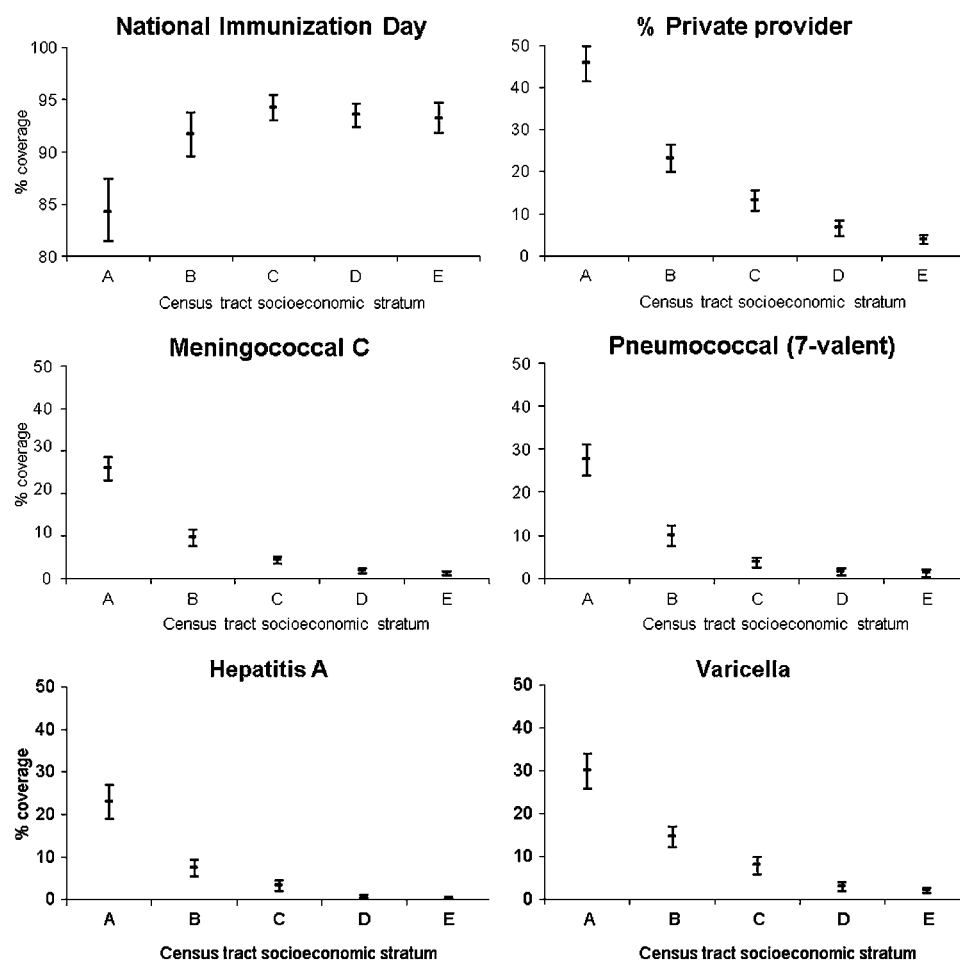 National Immunization Day
% coverage
100
95
90
85
80
A B C D E
Census tract socioeconomic stratum
% Private provider
50
40
30
20
10
0
A B C D E
Census tract socioeconomic stratum
Meningococcal C
% coverage
50
40
30
20
10
0
A B C D E
Census tract socioeconomic stratum
Pneumococcal (7-valent)
50
40
30
20
10
0
A B C D E
Census tract socioeconomic stratum
Hepatitis A
% coverage
50
40
30
20
10
0
A B C D E
Census tract socioeconomic stratum
Varicella
50
40
30
20
10
0
A B C D E
Census tract socioeconomic stratum